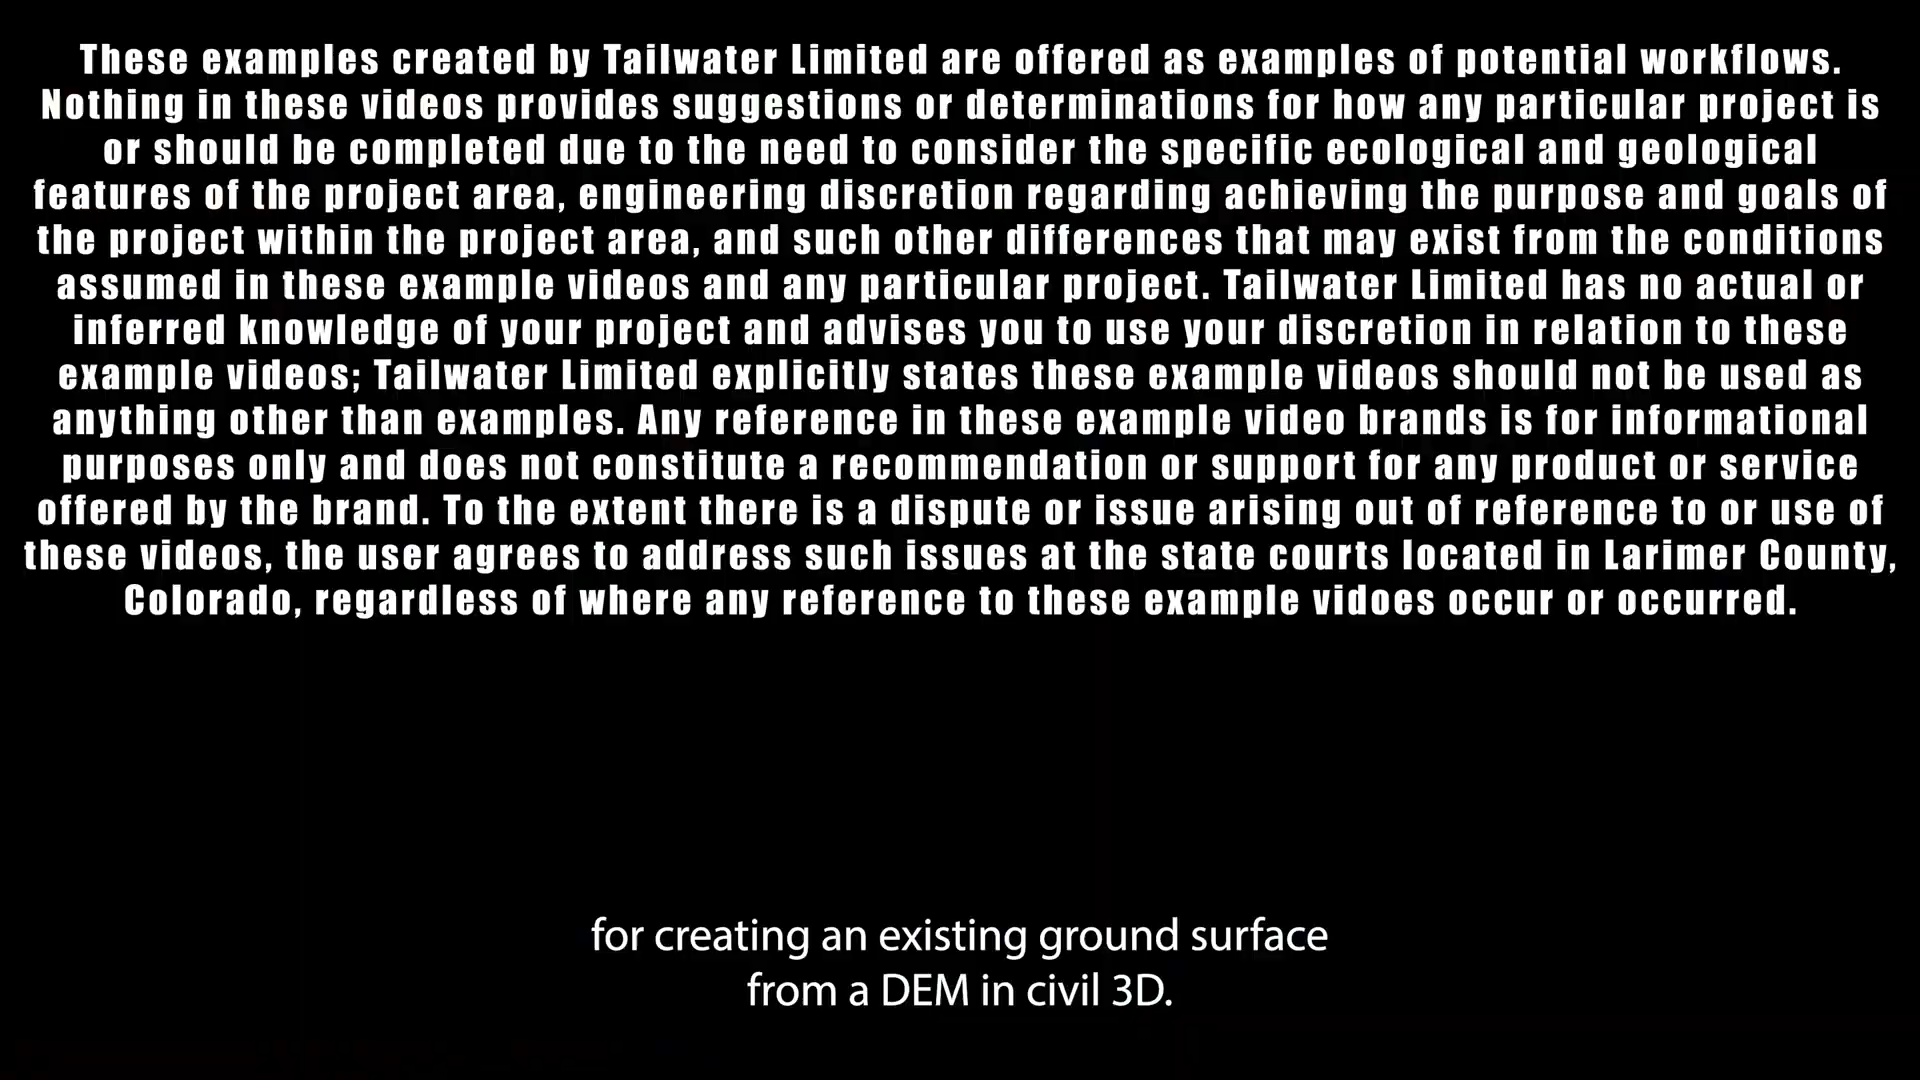 These examples created by Tailwater Limited are offered as examples of potential workflows.
Nothing in these videos provides suggestions or determinations for how any particular project is
or should be completed due to the need to consider the specific ecological and geological
features of the project area, engineering discretion regarding achieving the purpose and goals of
the project within the project area, and such other differences that may exist from the conditions
assumed in these example videos and any particular project. Tailwater Limited has no actual or
inferred knowledge of your project and advises you to use your discretion in relation to these
example videos; Tailwater Limited explicitly states these example videos should not be used as
anything other than examples. Any reference in these example video brands is for informational
purposes only and does not constitute a recommendation or support for any product or service
offered by the brand. To the extent there is a dispute or issue arising out of reference to or use of
these videos, the user agrees to address such issues at the state courts located in Larimer County,
Colorado, regardless of where any reference to these example vidoes occur or occurred.
for creating an existing ground surface
from a DEM in civil 3D.